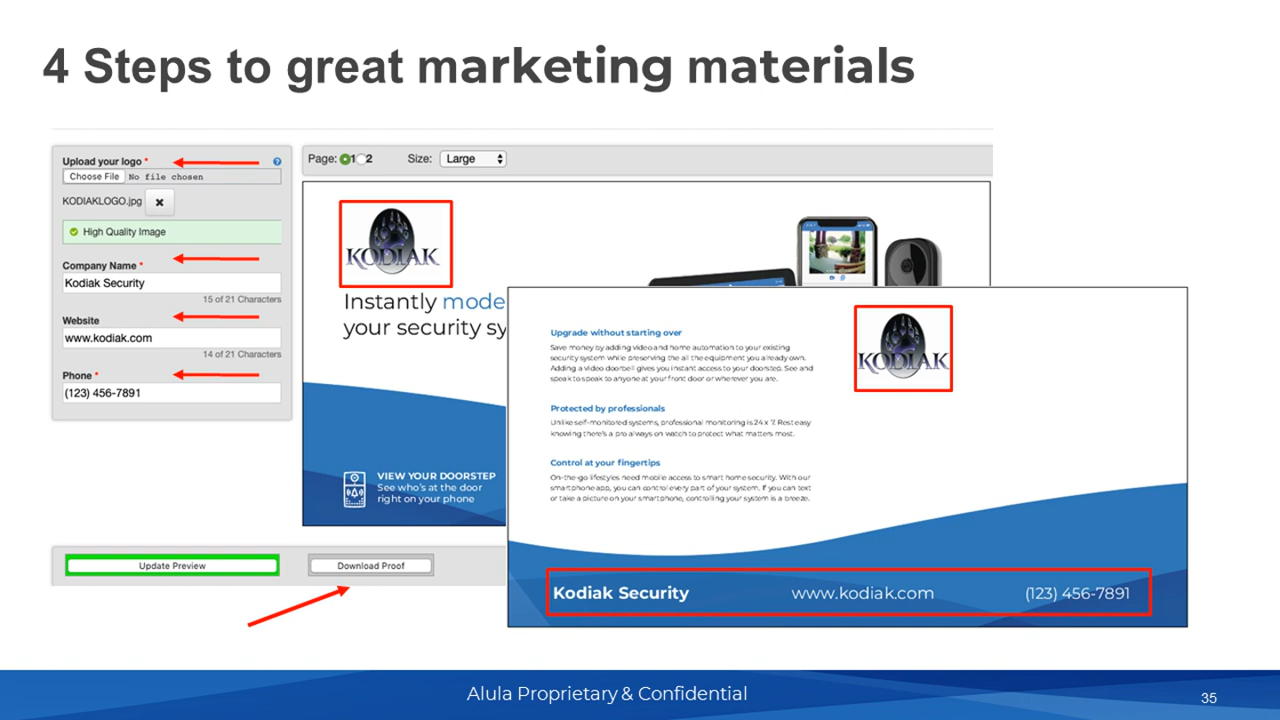 4 Steps to great marketing materials
Upload your logo *
Choose File No file chosen
KODIAKLOGO.jpg
High Quality Image
Company Name *
Kodiak Security
15 of 21 Characters
Website
www.kodiak.com
14 of 21 Characters
Phone *
(123) 456-7891
Page: 1 2 Size: Large
KODIAK
Instantly mode
your security sy
VIEW YOUR DOORSTEP
See who's at the door
right on your phone
Update Preview
Download Proof
Upgrade without starting over
Save money by adding video and home automation to your existing
security system while preserving the all the equipment you already own.
Adding a video doorbell gives you instant access to your doorstep. See and
speak to speak to anyone at your front door or wherever you are.
Protected by professionals
Unlike self-monitored systems, professional monitoring is 24 x 7. Rest easy
knowing there's a pro always on watch to protect what matters most.
Control at your fingertips
On-the-go lifestyles need mobile access to smart home security. With our
smartphone app, you can control every part of your system. If you can text
or take a picture on your smartphone, controlling your system is a breeze.
KODIAK
Kodiak Security www.kodiak.com (123) 456-7891
Alula Proprietary & Confidential
35